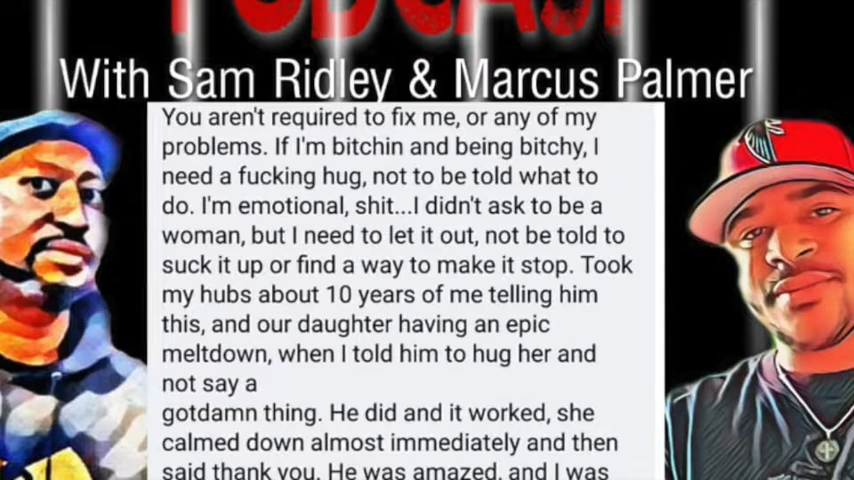 PODCAST
With Sam Ridley & Marcus Palmer
You aren't required to fix me, or any of my
problems. If I'm bitchin and being bitchy, I
need a fucking hug, not to be told what to
do. I'm emotional, shit...I didn't ask to be a
woman, but I need to let it out, not be told to
suck it up or find a way to make it stop. Took
my hubs about 10 years of me telling him
this, and our daughter having an epic
meltdown, when I told him to hug her and
not say a
gotdamn thing. He did and it worked, she
calmed down almost immediately and then
said thank you. He was amazed, and I was